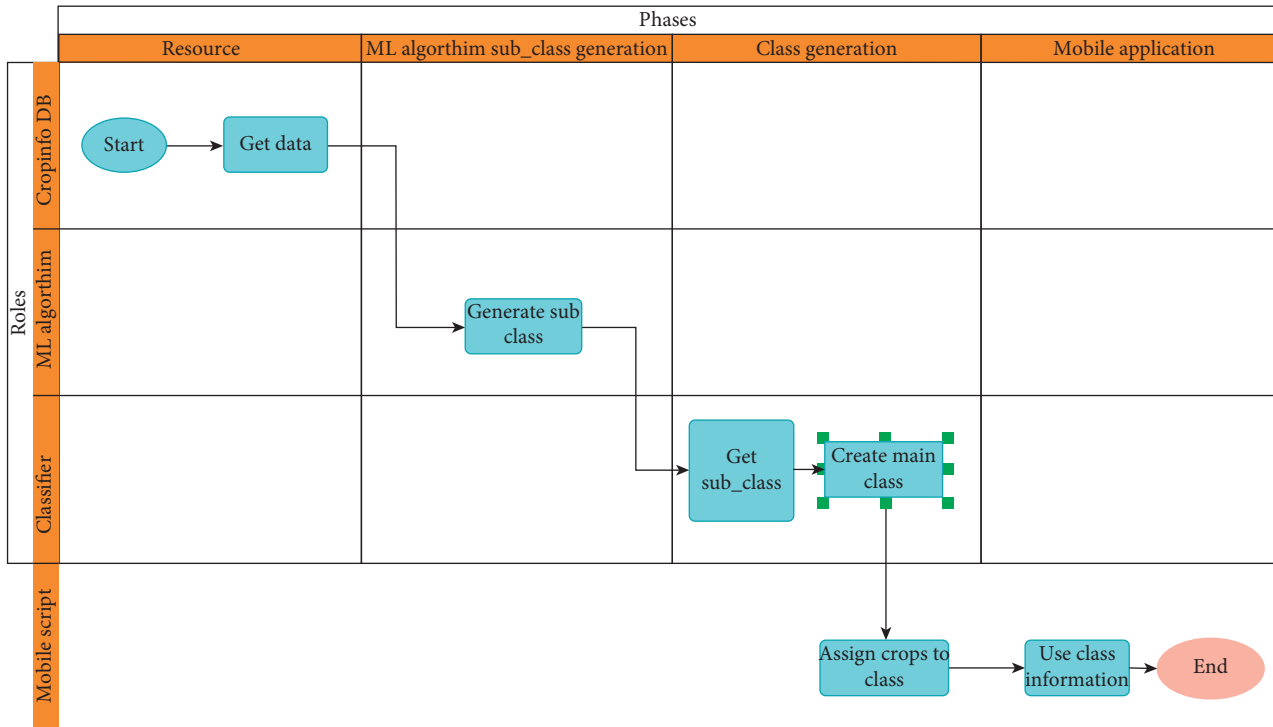 Phases
Resource
ML algorthim sub_class generation
Class generation
Mobile application
Roles
Cropinfo DB
Start
Get data
ML algorthim
Generate sub
class
Classifier
Get
sub_class
Create main
class
Mobile script
Assign crops to
class
Use class
information
End